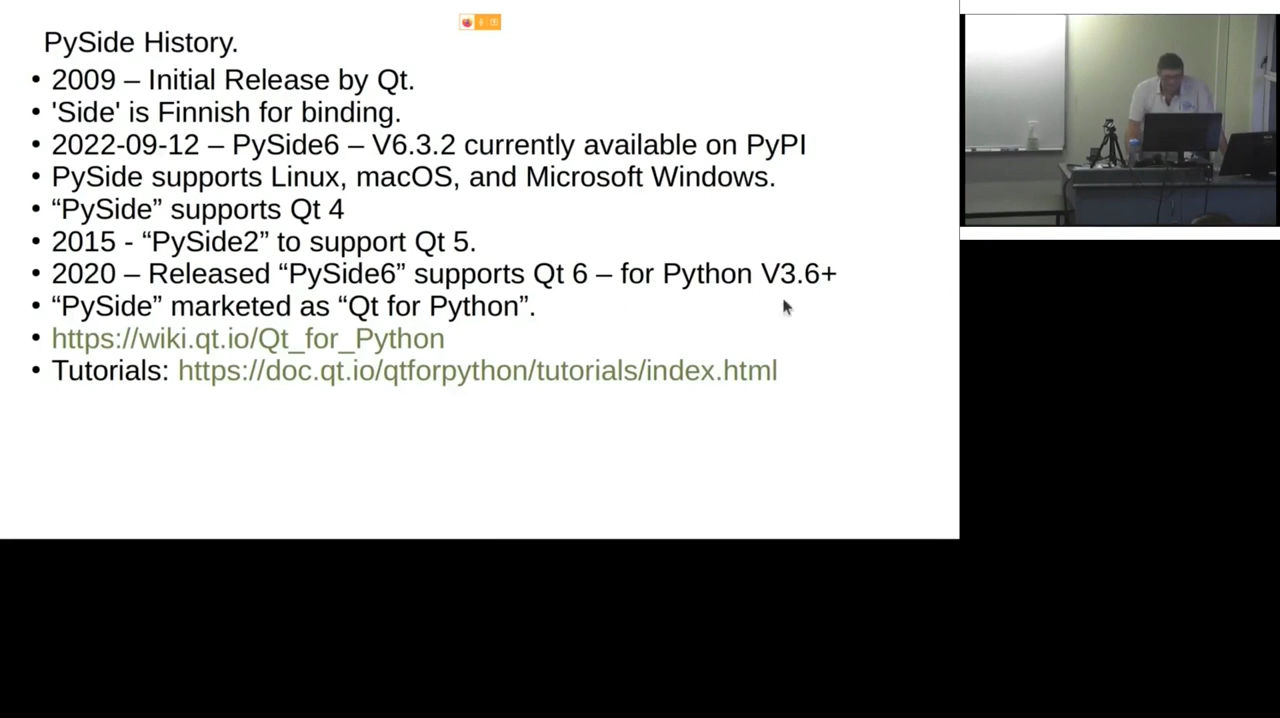 PySide History.
• 2009 – Initial Release by Qt.
• 'Side' is Finnish for binding.
• 2022-09-12 – PySide6 – V6.3.2 currently available on PyPI
• PySide supports Linux, macOS, and Microsoft Windows.
• “PySide” supports Qt 4
• 2015 - “PySide2” to support Qt 5.
• 2020 – Released “PySide6” supports Qt 6 – for Python V3.6+
• “PySide” marketed as “Qt for Python”.
• https://wiki.qt.io/Qt_for_Python
• Tutorials: https://doc.qt.io/qtforpython/tutorials/index.html